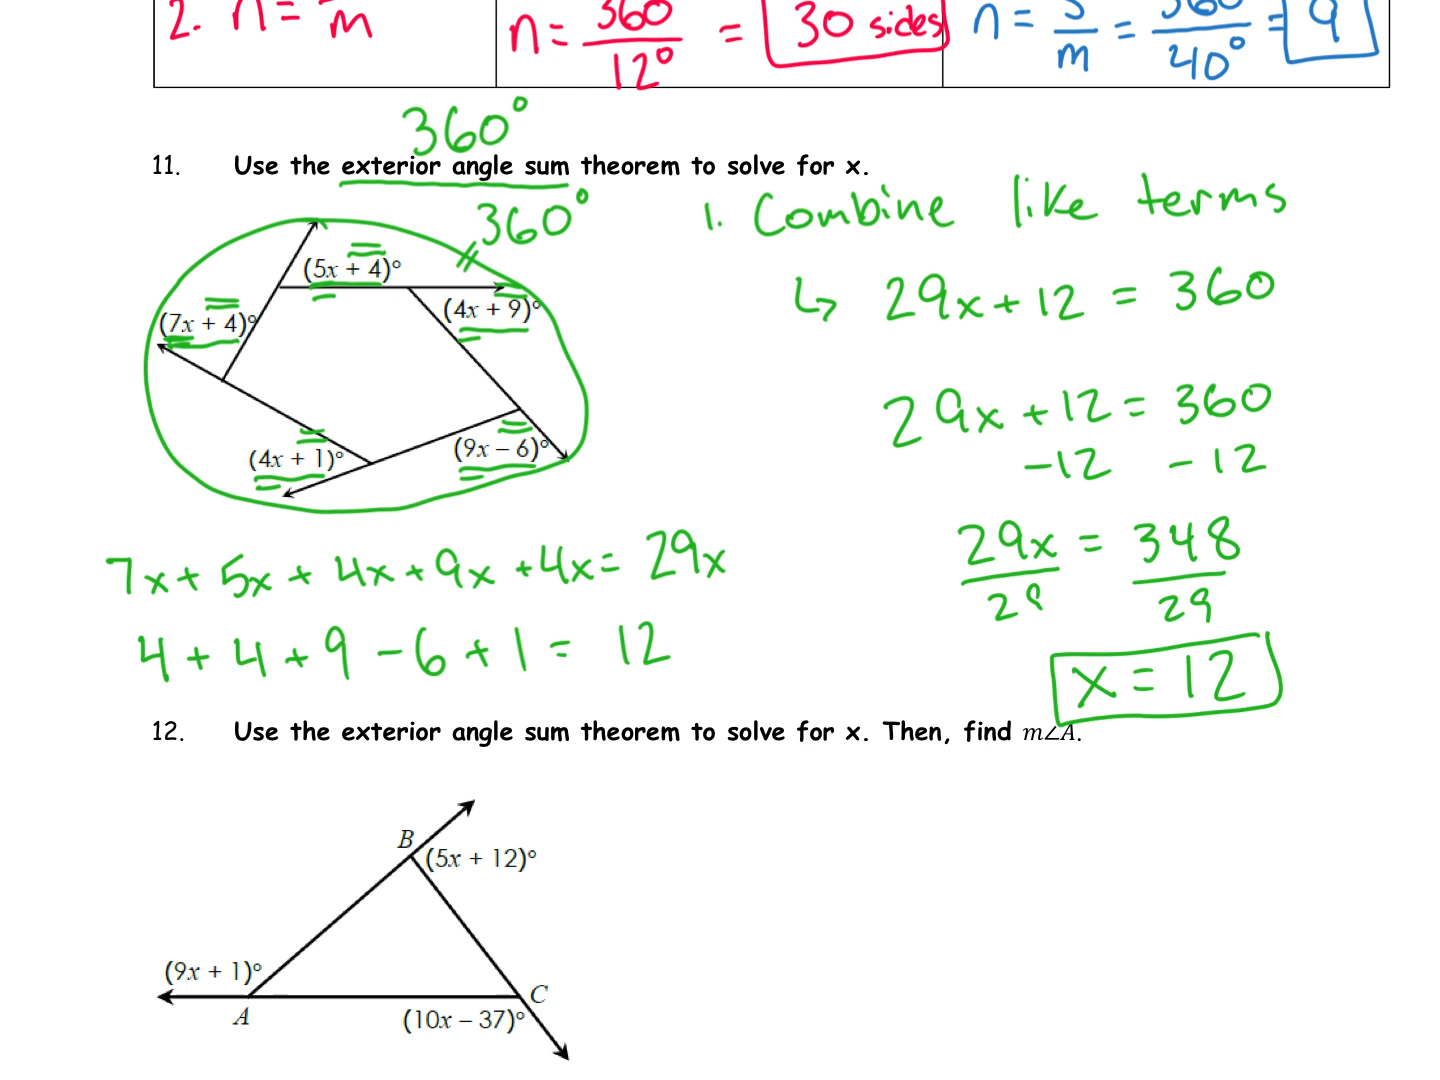 2. n = — m
n = 360/12° = 30 sides
n = S/m = 360/40° = 9
360°
11. Use the exterior angle sum theorem to solve for x.
360°
1. Combine like terms
(5x + 4)°
(7x + 4)°
(4x + 9)°
(4x + 1)°
(9x – 6)°
↳ 29x + 12 = 360
29x + 12 = 360
-12 -12
29x = 348
29 29
x = 12
7x + 5x + 4x + 9x + 4x = 29x
4 + 4 + 9 - 6 + 1 = 12
12. Use the exterior angle sum theorem to solve for x. Then, find m∠A.
B
(5x + 12)°
(9x + 1)°
A
C
(10x – 37)°